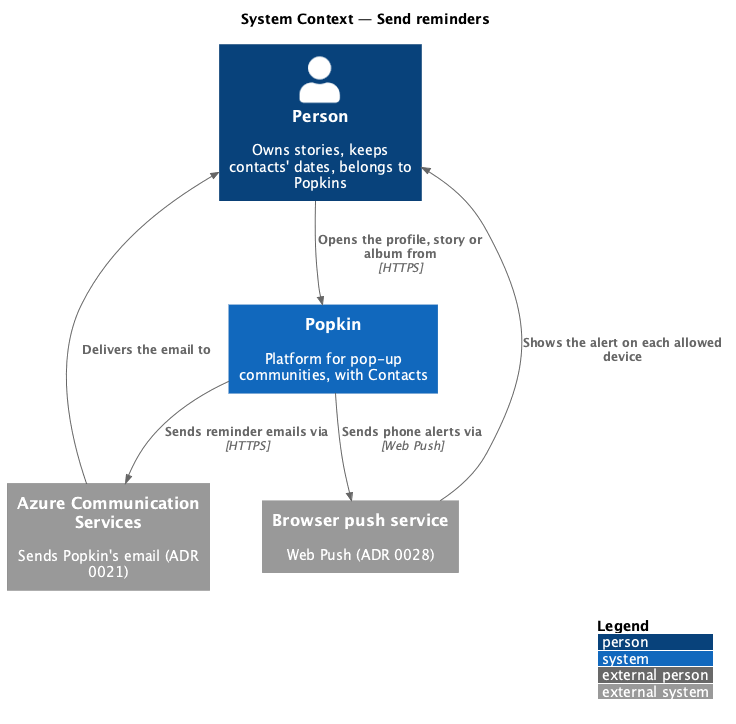 System Context — Send reminders
Person
Owns stories, keeps
contacts' dates, belongs to
Popkins
Opens the profile, story or
album from
[HTTPS]
Popkin
Platform for pop-up
communities, with Contacts
Delivers the email to
Shows the alert on each allowed
device
Sends reminder emails via
[HTTPS]
Sends phone alerts via
[Web Push]
Azure Communication
Services
Sends Popkin's email (ADR
0021)
Browser push service
Web Push (ADR 0028)
Legend
person
system
external person
external system